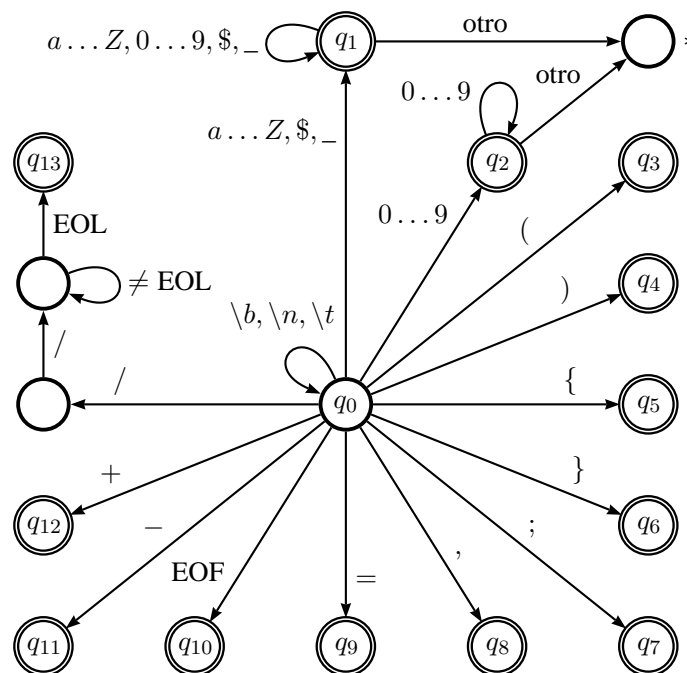 a … Z, 0 … 9, $, _
q1
otro
*
0 … 9
otro
a … Z, $, _
q13
q2
q3
EOL
0 … 9
(
≠ EOL
)
q4
\b, \n, \t
/
/
{
q0
q5
+
}
q12
−
;
q6
EOF
,
=
q11
q10
q9
q8
q7